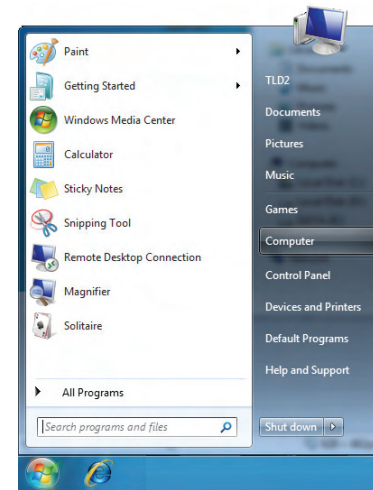 Paint
Getting Started
Windows Media Center
Calculator
Sticky Notes
Snipping Tool
Remote Desktop Connection
Magnifier
Solitaire
All Programs
Search programs and files
TLD2
Documents
Pictures
Music
Games
Computer
Control Panel
Devices and Printers
Default Programs
Help and Support
Shut down